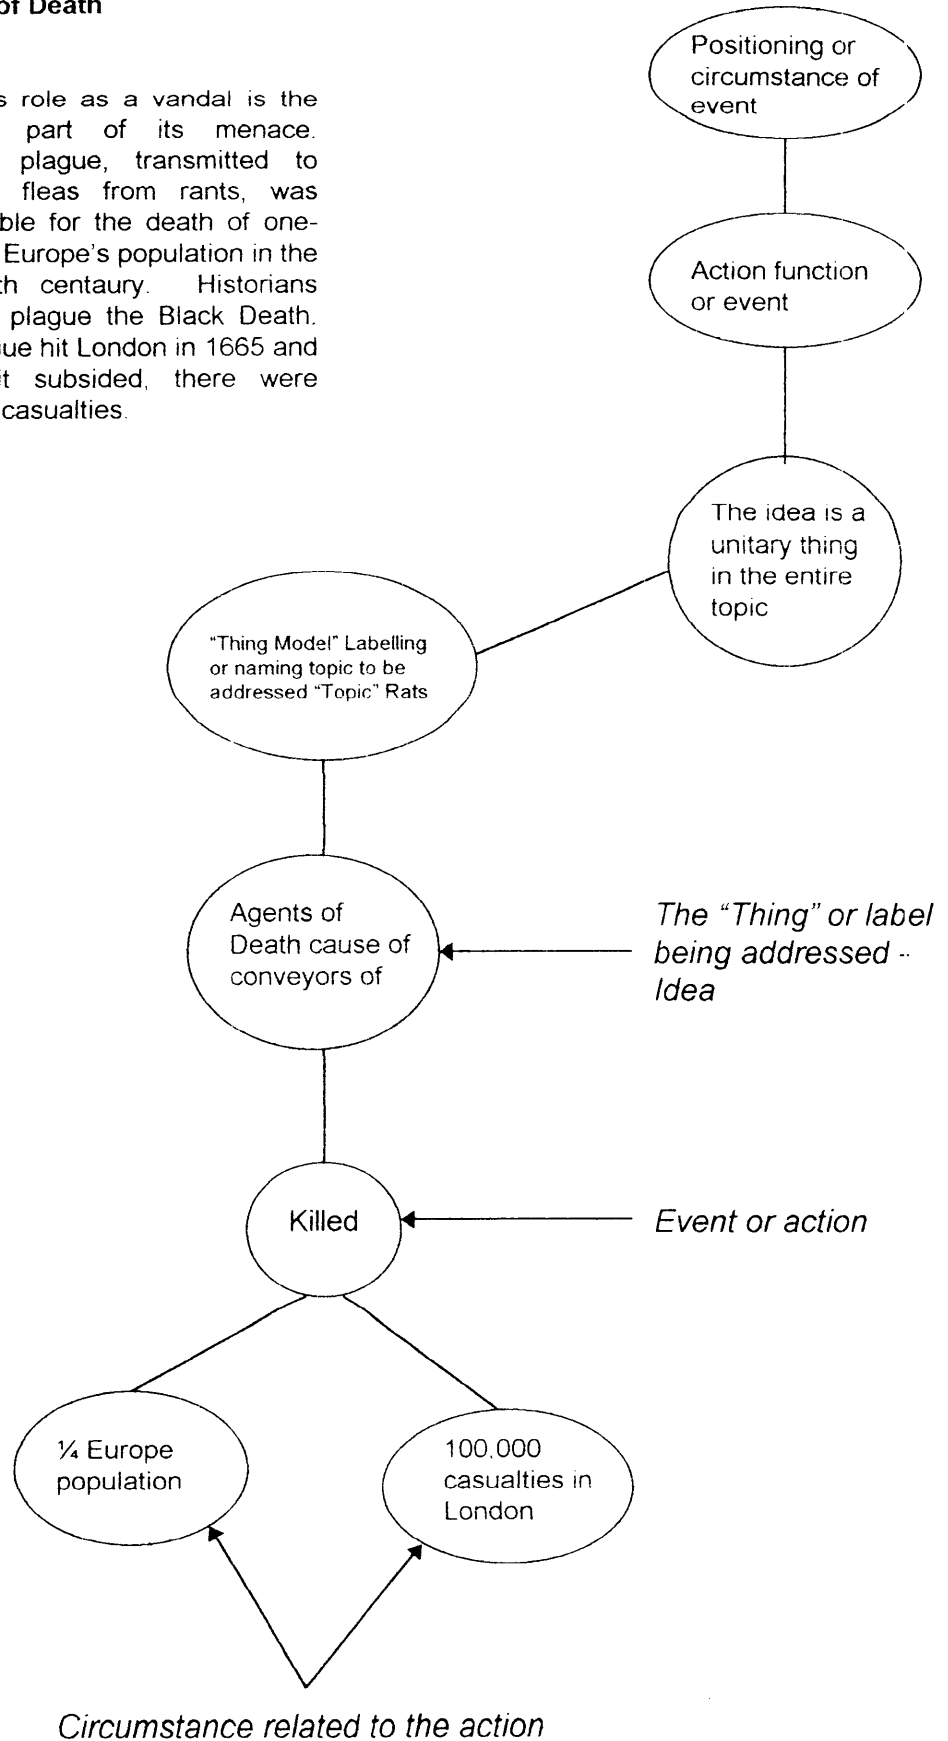 of Death
s role as a vandal is the
part of its menace.
plague, transmitted to
fleas from rants, was
ble for the death of one-
Europe's population in the
th centaury. Historians
plague the Black Death.
ue hit London in 1665 and
it subsided, there were
casualties.
Positioning or
circumstance of
event
Action function
or event
The idea is a
unitary thing
in the entire
topic
"Thing Model" Labelling
or naming topic to be
addressed "Topic" Rats
Agents of
Death cause of
conveyors of
The "Thing" or label
being addressed -
Idea
Killed
Event or action
¼ Europe
population
100,000
casualties in
London
Circumstance related to the action